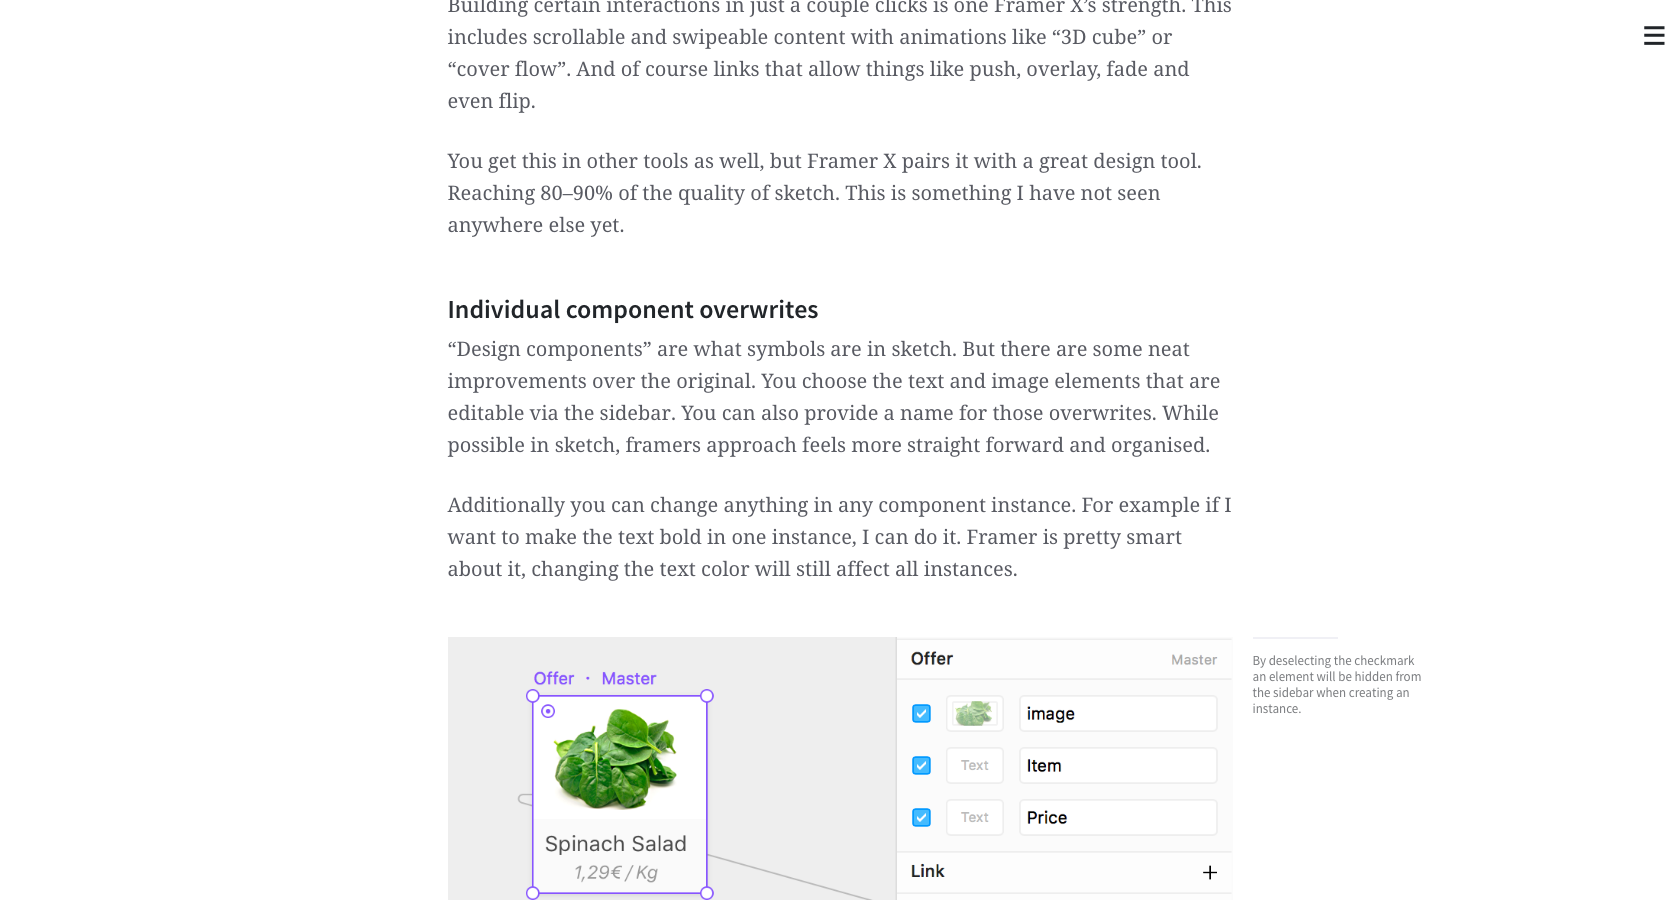 Building certain interactions in just a couple clicks is one Framer X’s strength. This
includes scrollable and swipeable content with animations like “3D cube” or
“cover flow”. And of course links that allow things like push, overlay, fade and
even flip.
You get this in other tools as well, but Framer X pairs it with a great design tool.
Reaching 80–90% of the quality of sketch. This is something I have not seen
anywhere else yet.
Individual component overwrites
“Design components” are what symbols are in sketch. But there are some neat
improvements over the original. You choose the text and image elements that are
editable via the sidebar. You can also provide a name for those overwrites. While
possible in sketch, framers approach feels more straight forward and organised.
Additionally you can change anything in any component instance. For example if I
want to make the text bold in one instance, I can do it. Framer is pretty smart
about it, changing the text color will still affect all instances.
Offer · Master
Spinach Salad
1,29€ / Kg
Offer Master
image
Text Item
Text Price
Link +
By deselecting the checkmark
an element will be hidden from
the sidebar when creating an
instance.